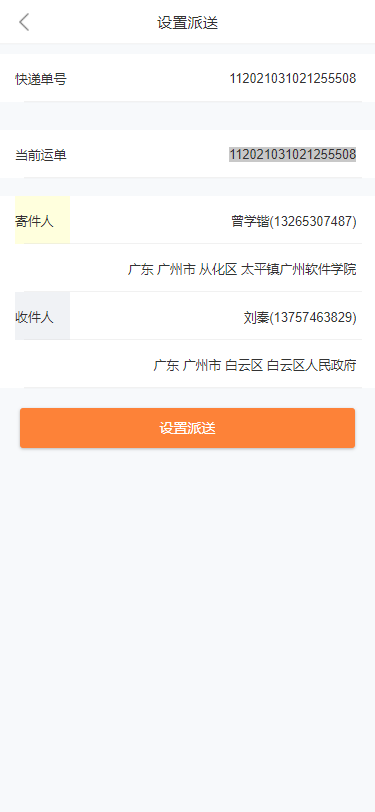 设置派送
快递单号 112021031021255508
当前运单 112021031021255508
寄件人 曾学锴(13265307487)
广东 广州市 从化区 太平镇广州软件学院
收件人 刘秦(13757463829)
广东 广州市 白云区 白云区人民政府
设置派送